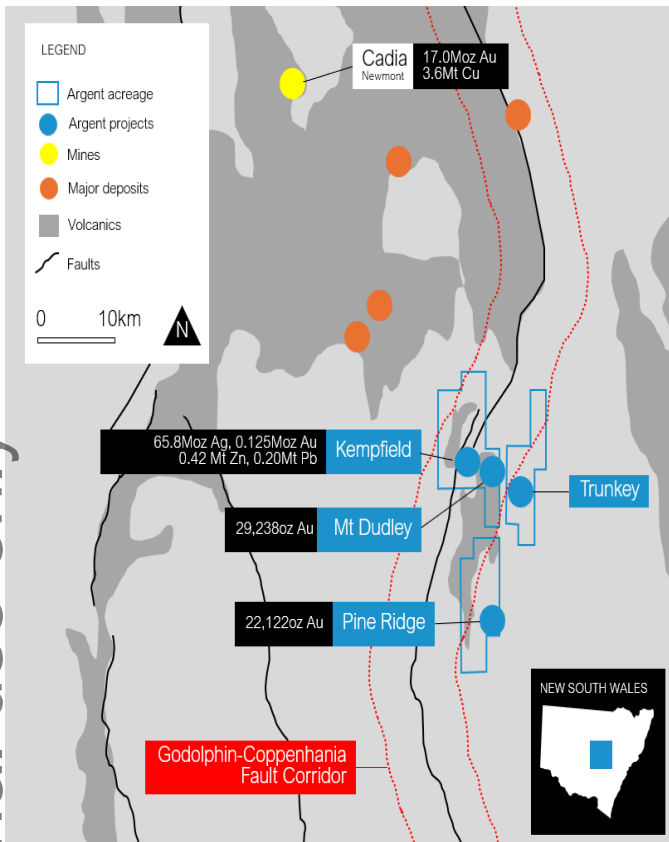 LEGEND
Argent acreage
Argent projects
Mines
Major deposits
Volcanics
Faults
0 10km
N
Cadia
Newmont
17.0Moz Au
3.6Mt Cu
65.8Moz Ag, 0.125Moz Au
0.42 Mt Zn, 0.20Mt Pb
Kempfield
Trunkey
29,238oz Au
Mt Dudley
22,122oz Au
Pine Ridge
Godolphin-Coppenhania
Fault Corridor
NEW SOUTH WALES